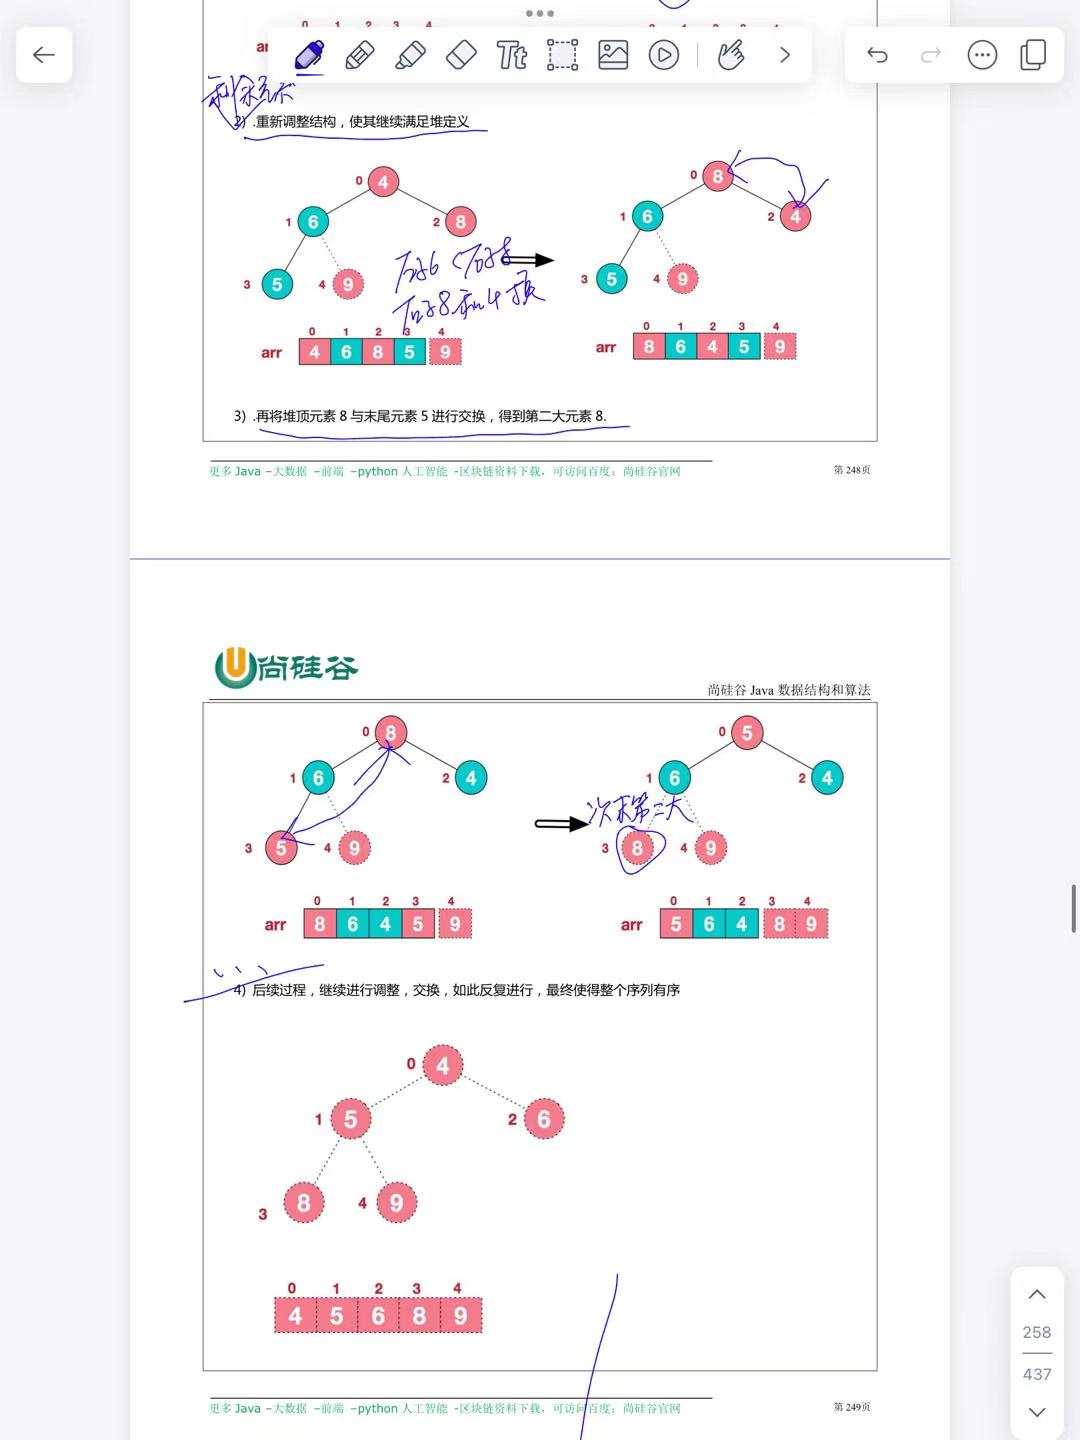 0 1 2 3 4
Tt
2) .重新调整结构，使其继续满足堆定义
0 4
1 6 2 8
3 5 4 9
0 8
1 6 2 4
3 5 4 9
右子8和4换
0 1 2 3 4
arr 4 6 8 5 9
0 1 2 3 4
arr 8 6 4 5 9
3) .再将堆顶元素 8 与末尾元素 5 进行交换，得到第二大元素 8.
更多 Java –大数据 –前端 –python 人工智能 -区块链资料下载，可访问百度：尚硅谷官网
第 248页
尚硅谷
尚硅谷 Java 数据结构和算法
0 8
1 6 2 4
3 5 4 9
0 5
1 6 2 4
次末第二大
3 8 4 9
0 1 2 3 4
arr 8 6 4 5 9
0 1 2 3 4
arr 5 6 4 8 9
4) 后续过程，继续进行调整，交换，如此反复进行，最终使得整个序列有序
0 4
1 5 2 6
3 8 4 9
0 1 2 3 4
4 5 6 8 9
258
437
更多 Java –大数据 –前端 –python 人工智能 -区块链资料下载，可访问百度：尚硅谷官网
第 249页